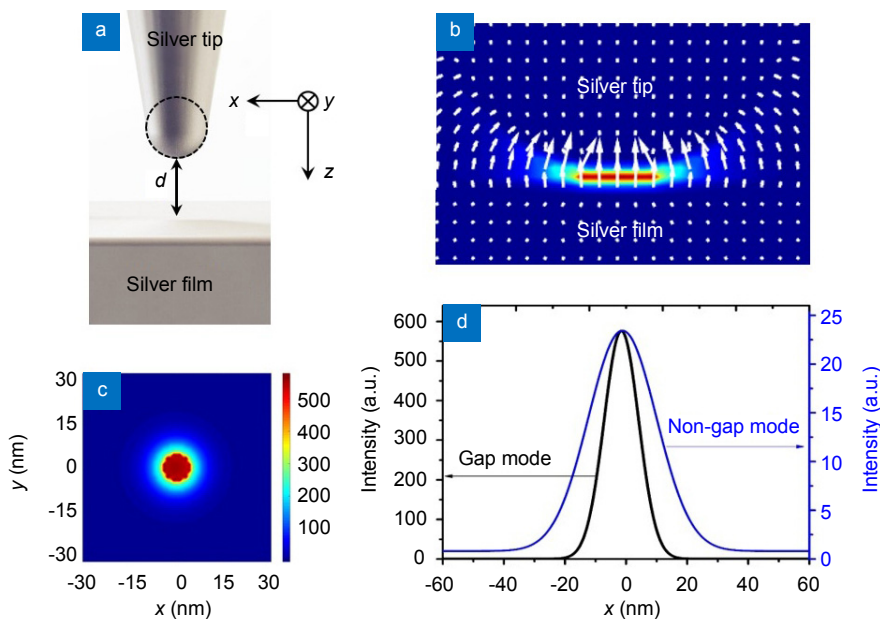 a
Silver tip
x
y
z
d
Silver film
b
Silver tip
Silver film
c
30
15
0
-15
-30
y (nm)
-30 -15 0 15 30
x (nm)
500
400
300
200
100
d
600
500
400
300
200
100
0
Intensity (a.u.)
Gap mode
Non-gap mode
25
20
15
10
5
0
Intensity (a.u.)
-60 -40 -20 0 20 40 60
x (nm)